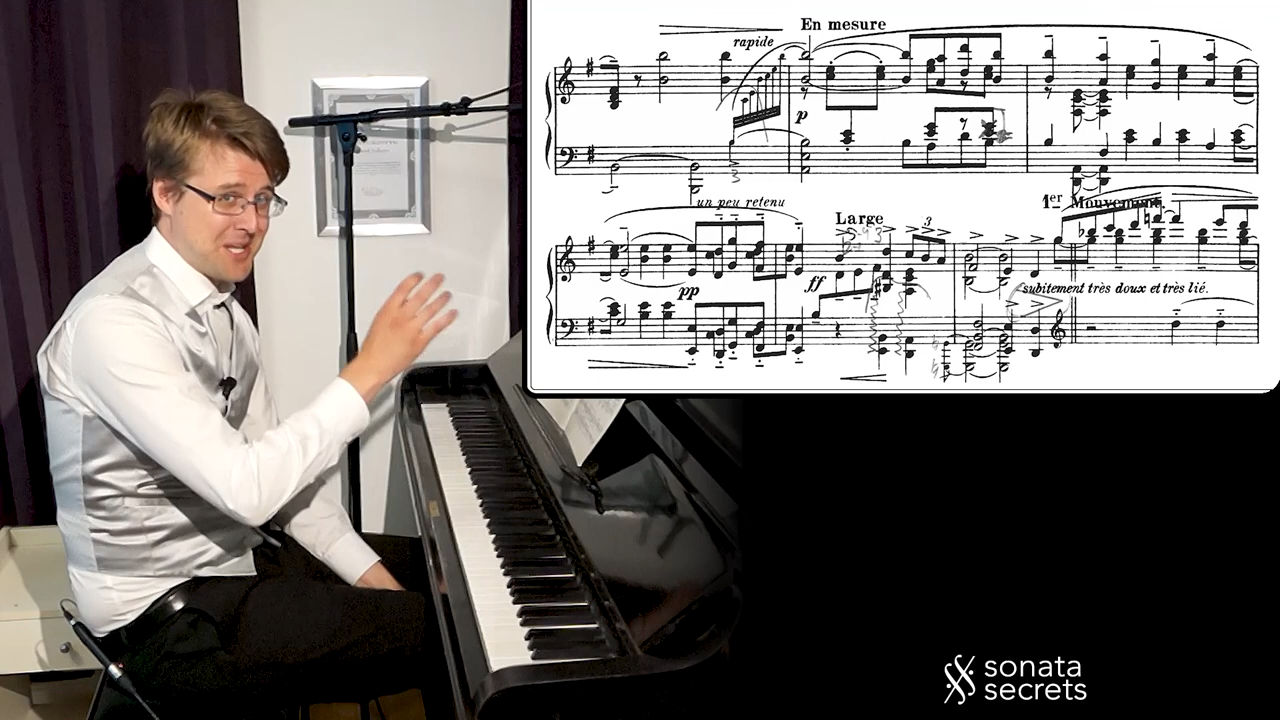 En mesure
rapide
p
un peu retenu
Large
1er Mouvement.
3
pp
ff
subitement très doux et très lié.
sonata
secrets